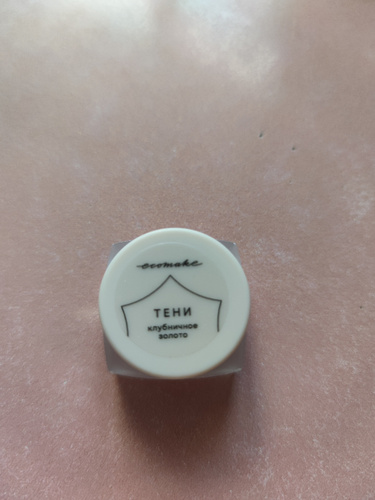 ecomake
ТЕНИ
клубничное
золото